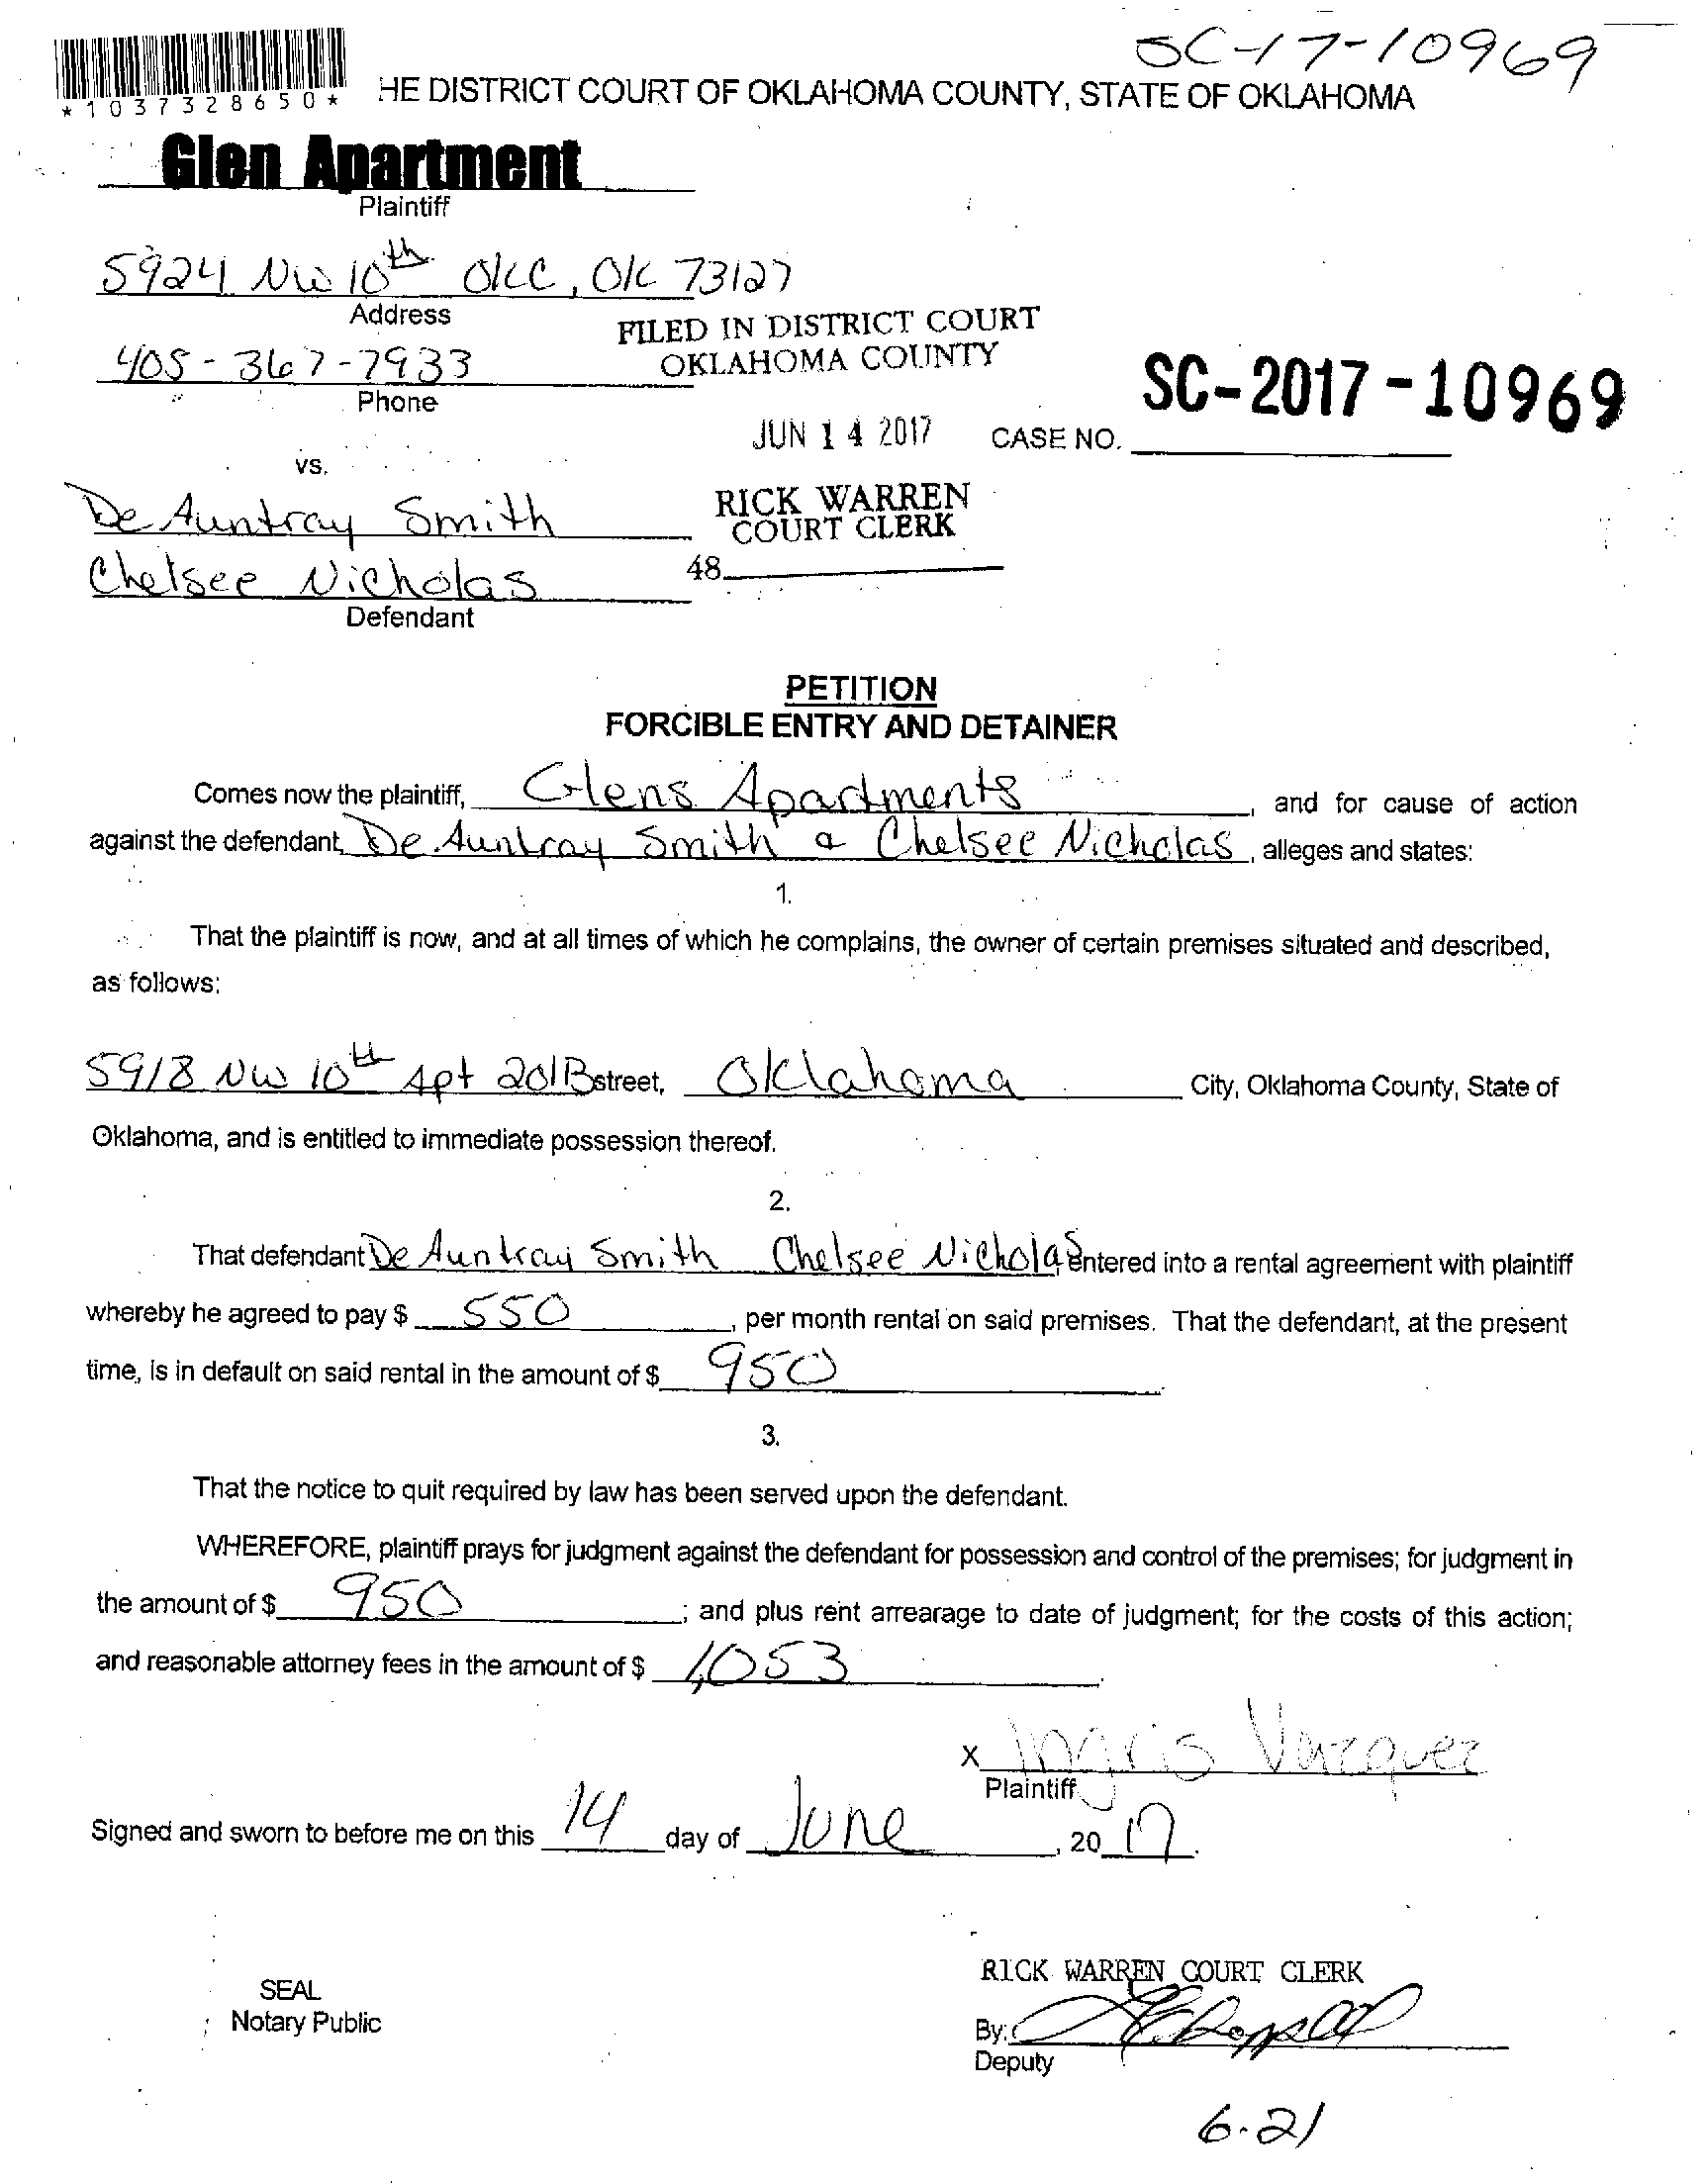 SC-17-10969
*1037328650*
HE DISTRICT COURT OF OKLAHOMA COUNTY, STATE OF OKLAHOMA
Glen Apartment
Plaintiff
5924 NW 10th OKC, OK 73127
Address
FILED IN DISTRICT COURT
OKLAHOMA COUNTY
405-367-7933
Phone
JUN 14 2017
CASE NO. SC-2017-10969
vs.
De Auntray Smith
RICK WARREN
COURT CLERK
Chelsee Nicholas
48
Defendant
PETITION
FORCIBLE ENTRY AND DETAINER
Comes now the plaintiff, Glens Apartments, and for cause of action
against the defendant, De Auntray Smith & Chelsee Nicholas, alleges and states:
1.
That the plaintiff is now, and at all times of which he complains, the owner of certain premises situated and described,
as follows:
5918 NW 10th Apt 201B street, Oklahoma City, Oklahoma County, State of
Oklahoma, and is entitled to immediate possession thereof.
2.
That defendant De Auntray Smith Chelsee Nicholas entered into a rental agreement with plaintiff
whereby he agreed to pay $ 550, per month rental on said premises. That the defendant, at the present
time, is in default on said rental in the amount of $ 950
3.
That the notice to quit required by law has been served upon the defendant.
WHEREFORE, plaintiff prays for judgment against the defendant for possession and control of the premises; for judgment in
the amount of $ 950; and plus rent arrearage to date of judgment; for the costs of this action;
and reasonable attorney fees in the amount of $ 1,053.
x Ingris Vazquez
Plaintiff
Signed and sworn to before me on this 14 day of June, 2017.
RICK WARREN COURT CLERK
SEAL
Notary Public
By:
Deputy
6-21